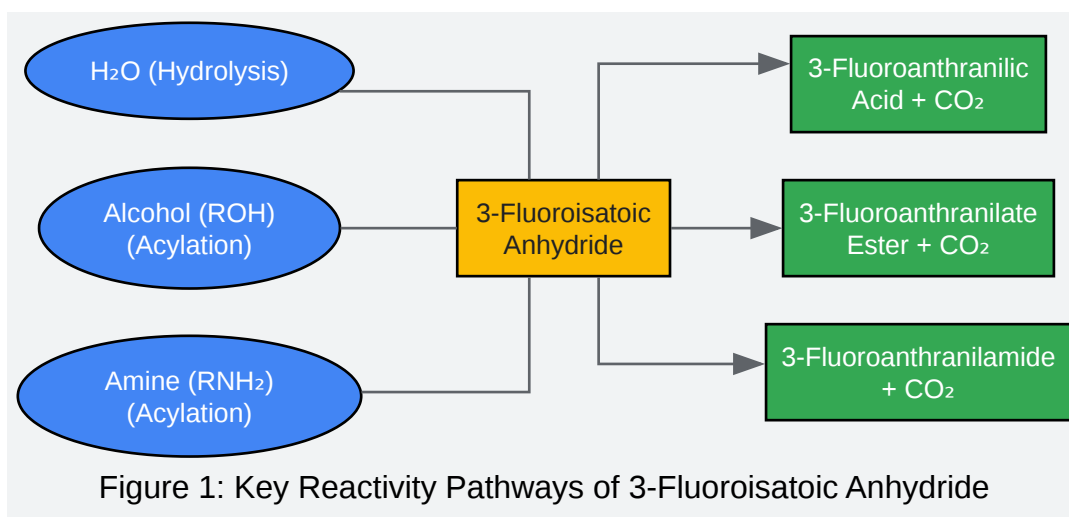 H₂O (Hydrolysis)
3-Fluoroanthranilic
Acid + CO₂
Alcohol (ROH)
(Acylation)
3-Fluoroisatoic
Anhydride
3-Fluoroanthranilate
Ester + CO₂
Amine (RNH₂)
(Acylation)
3-Fluoroanthranilamide
+ CO₂
Figure 1: Key Reactivity Pathways of 3-Fluoroisatoic Anhydride